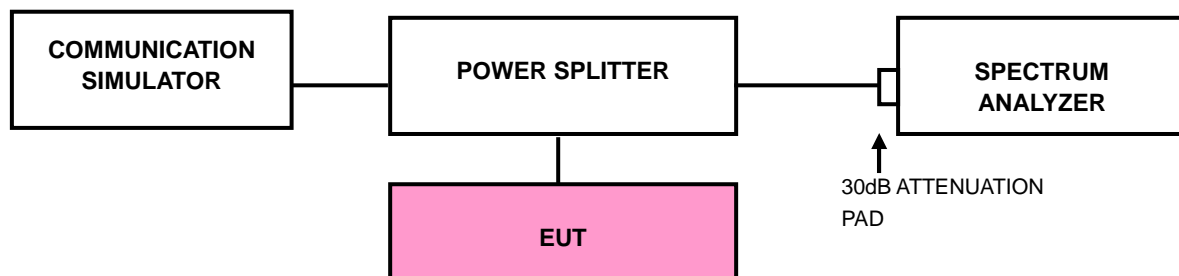 COMMUNICATION
SIMULATOR
POWER SPLITTER
SPECTRUM
ANALYZER
30dB ATTENUATION
PAD
EUT